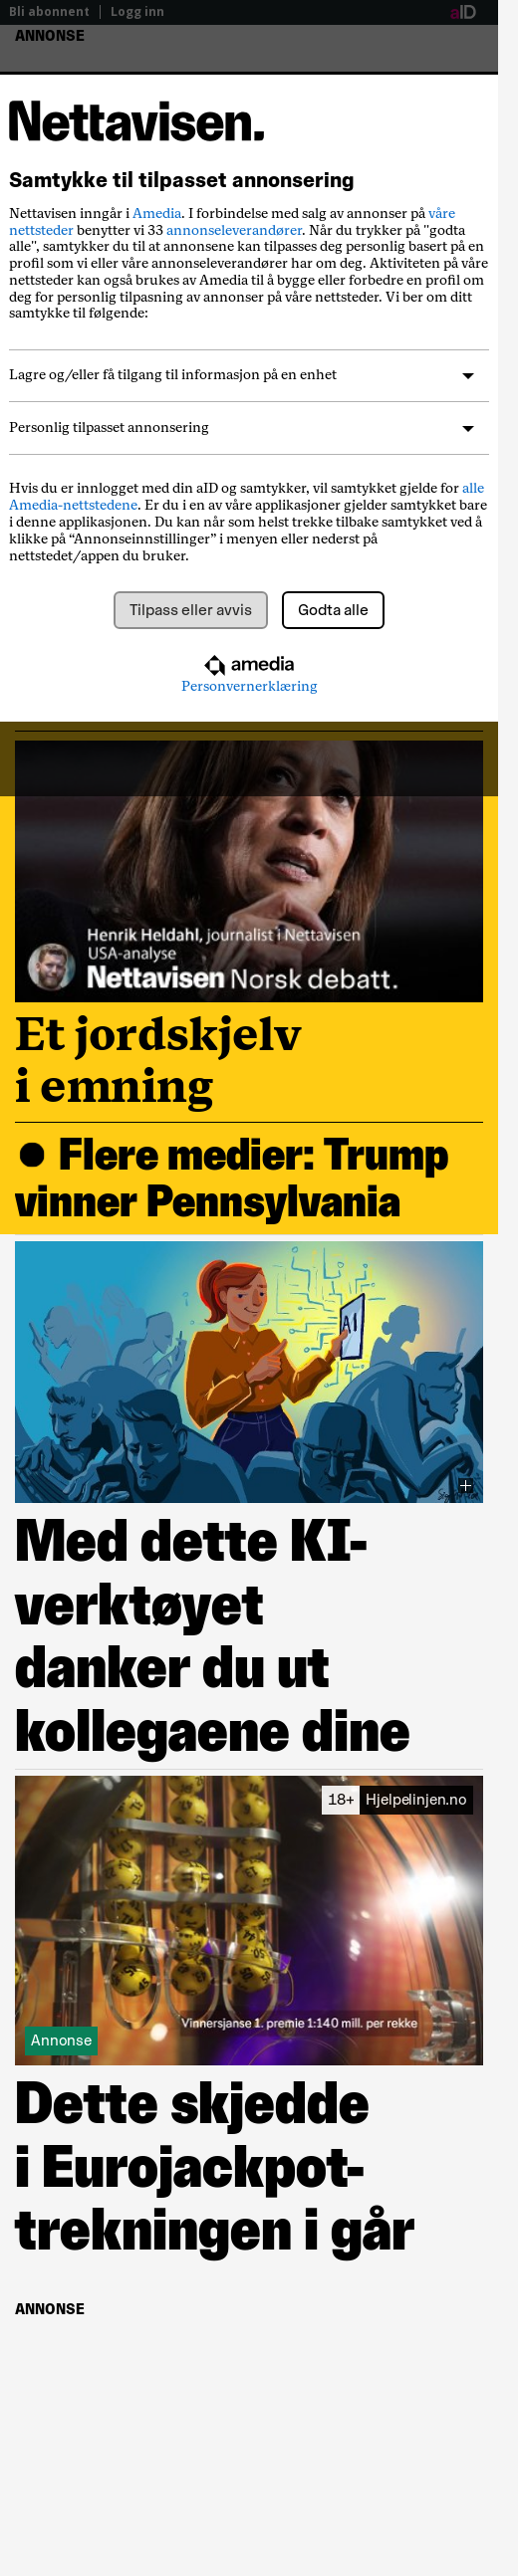 Bli abonnent | Logg inn
aID
ANNONSE
Nettavisen.
Samtykke til tilpasset annonsering
Nettavisen inngår i Amedia. I forbindelse med salg av annonser på våre
nettsteder benytter vi 33 annonseleverandører. Når du trykker på "godta
alle", samtykker du til at annonsene kan tilpasses deg personlig basert på en
profil som vi eller våre annonseleverandører har om deg. Aktiviteten på våre
nettsteder kan også brukes av Amedia til å bygge eller forbedre en profil om
deg for personlig tilpasning av annonser på våre nettsteder. Vi ber om ditt
samtykke til følgende:
Lagre og/eller få tilgang til informasjon på en enhet
Personlig tilpasset annonsering
Hvis du er innlogget med din aID og samtykker, vil samtykket gjelde for alle
Amedia-nettstedene. Er du i en av våre applikasjoner gjelder samtykket bare
i denne applikasjonen. Du kan når som helst trekke tilbake samtykket ved å
klikke på “Annonseinnstillinger” i menyen eller nederst på
nettstedet/appen du bruker.
Tilpass eller avvis
Godta alle
amedia
Personvernerklæring
Henrik Heldahl, journalist i Nettavisen
USA-analyse
Nettavisen Norsk debatt.
Et jordskjelv
i emning
● Flere medier: Trump
vinner Pennsylvania
AI
Med dette KI-
verktøyet
danker du ut
kollegaene dine
18+ Hjelpelinjen.no
Vinnersjanse 1. premie 1:140 mill. per rekke
Annonse
Dette skjedde
i Eurojackpot-
trekningen i går
ANNONSE